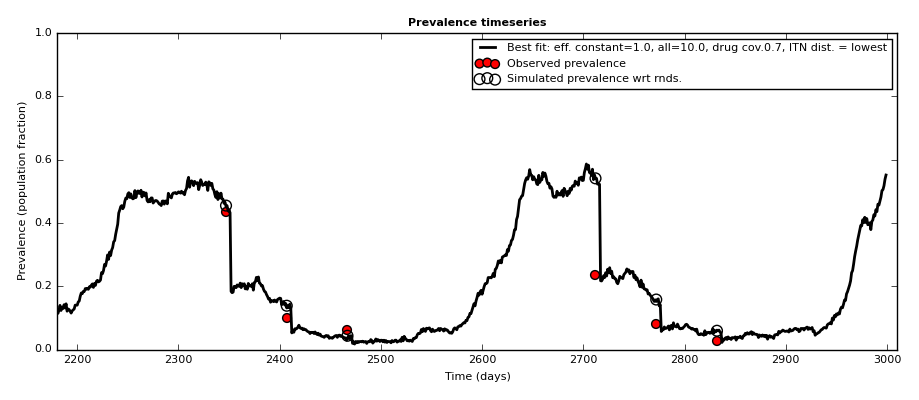 Prevalence timeseries
Best fit: eff. constant=1.0, all=10.0, drug cov.0.7, ITN dist. = lowest
Observed prevalence
Simulated prevalence wrt rnds.
Prevalence (population fraction)
1.0
0.8
0.6
0.4
0.2
0.0
2200 2300 2400 2500 2600 2700 2800 2900 3000
Time (days)